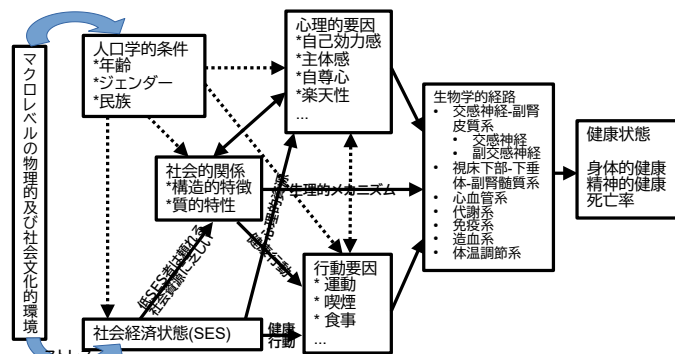 マクロレベルの物理的及び社会文化的環境
人口学的条件
*年齢
*ジェンダー
*民族
心理的要因
*自己効力感
*主体感
*自尊心
*楽天性
...
社会的関係
*構造的特徴
*質的特性
生理的メカニズム
健康行動
低SES者は頼れる
社会資源に乏しい
社会経済状態(SES)
健康
行動
行動要因
* 運動
* 喫煙
* 食事
...
生物学的経路
• 交感神経-副腎
皮質系
• 交感神経
• 副交感神経
• 視床下部-下垂
体-副腎髄質系
• 心血管系
• 代謝系
• 免疫系
• 造血系
• 体温調節系
健康状態
身体的健康
精神的健康
死亡率